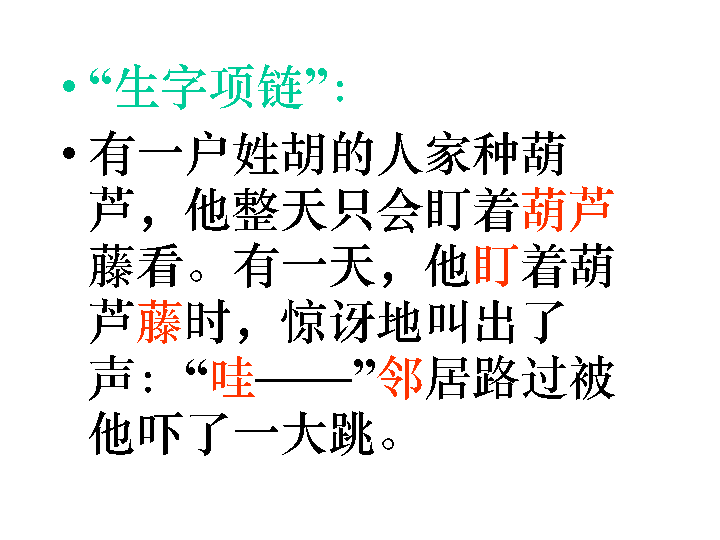 •“生字项链”：
•有一户姓胡的人家种葫
芦，他整天只会盯着葫芦
藤看。有一天，他盯着葫
芦藤时，惊讶地叫出了
声：“哇——”邻居路过被
他吓了一大跳。